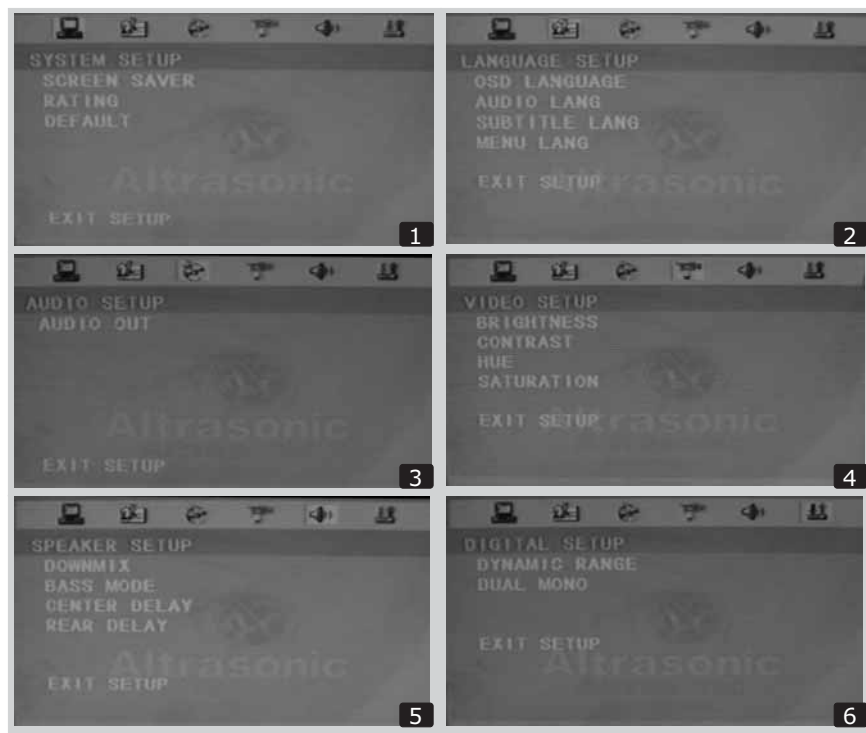 SYSTEM SETUP
SCREEN SAVER
RATING
DEFAULT
Altrasonic
EXIT SETUP
1
LANGUAGE SETUP
OSD LANGUAGE
AUDIO LANG
SUBTITLE LANG
MENU LANG
EXIT SETUP
Altrasonic
2
AUDIO SETUP
AUDIO OUT
Altrasonic
EXIT SETUP
3
VIDEO SETUP
BRIGHTNESS
CONTRAST
HUE
SATURATION
EXIT SETUP
Altrasonic
4
SPEAKER SETUP
DOWNMIX
BASS MODE
CENTER DELAY
REAR DELAY
Altrasonic
EXIT SETUP
5
DIGITAL SETUP
DYNAMIC RANGE
DUAL MONO
EXIT SETUP
Altrasonic
6